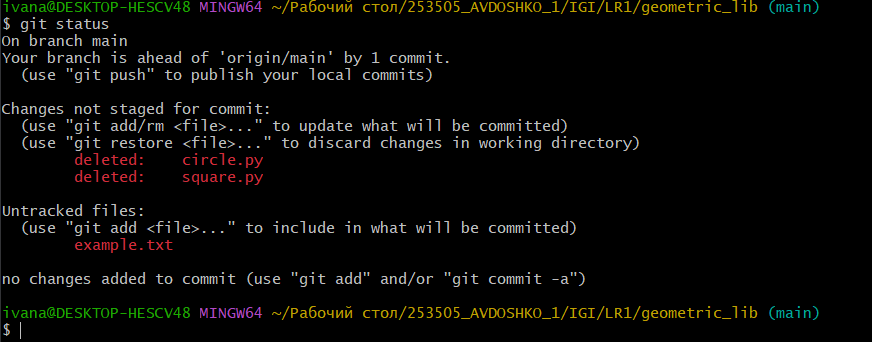 ivana@DESKTOP-HESCV48 MINGW64 ~/Рабочий стол/253505_AVDOSHKO_1/IGI/LR1/geometric_lib (main)
$ git status
On branch main
Your branch is ahead of 'origin/main' by 1 commit.
  (use "git push" to publish your local commits)

Changes not staged for commit:
  (use "git add/rm <file>..." to update what will be committed)
  (use "git restore <file>..." to discard changes in working directory)
        deleted:    circle.py
        deleted:    square.py

Untracked files:
  (use "git add <file>..." to include in what will be committed)
        example.txt

no changes added to commit (use "git add" and/or "git commit -a")

ivana@DESKTOP-HESCV48 MINGW64 ~/Рабочий стол/253505_AVDOSHKO_1/IGI/LR1/geometric_lib (main)
$